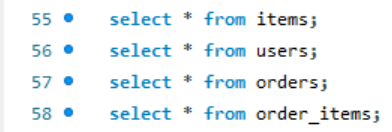 55 select * from items;
56 select * from users;
57 select * from orders;
58 select * from order_items;